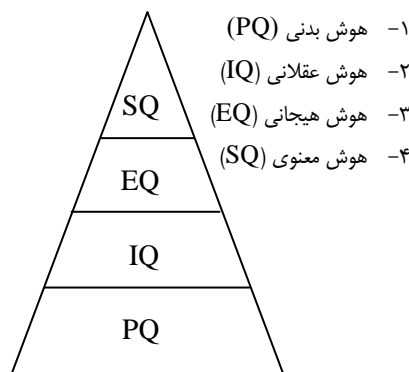 ۱- هوش بدنی (PQ)
۲- هوش عقلانی (IQ)
۳- هوش هیجانی (EQ)
۴- هوش معنوی (SQ)
SQ
EQ
IQ
PQ